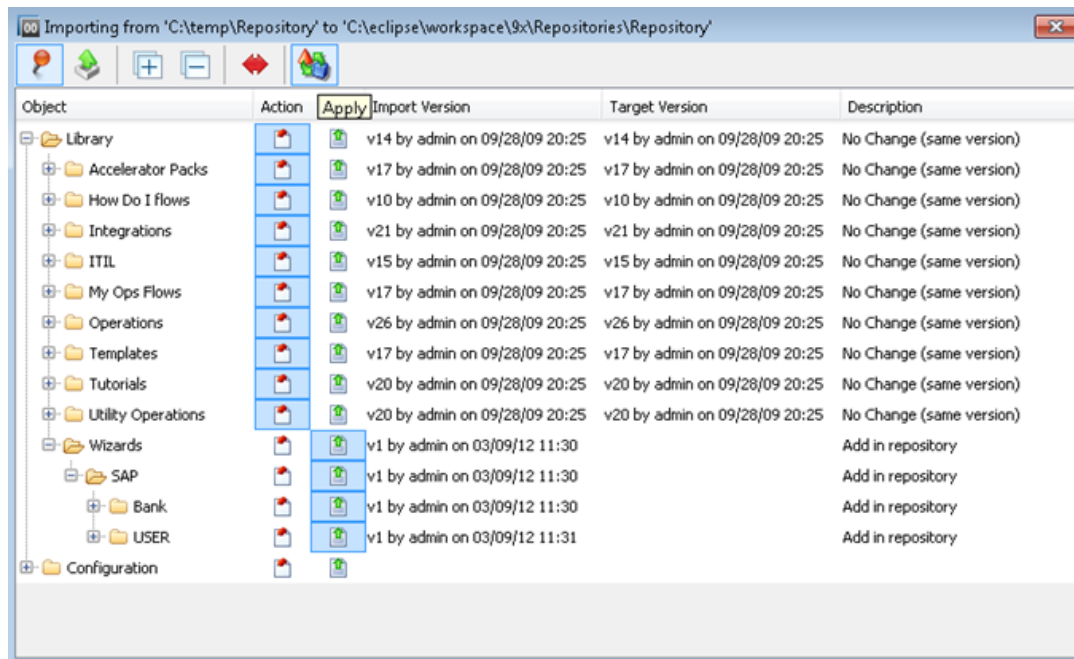 Importing from 'C:\temp\Repository' to 'C:\eclipse\workspace\9x\Repositories\Repository'
Object Action Apply Import Version Target Version Description
Library v14 by admin on 09/28/09 20:25 v14 by admin on 09/28/09 20:25 No Change (same version)
Accelerator Packs v17 by admin on 09/28/09 20:25 v17 by admin on 09/28/09 20:25 No Change (same version)
How Do I flows v10 by admin on 09/28/09 20:25 v10 by admin on 09/28/09 20:25 No Change (same version)
Integrations v21 by admin on 09/28/09 20:25 v21 by admin on 09/28/09 20:25 No Change (same version)
ITIL v15 by admin on 09/28/09 20:25 v15 by admin on 09/28/09 20:25 No Change (same version)
My Ops Flows v17 by admin on 09/28/09 20:25 v17 by admin on 09/28/09 20:25 No Change (same version)
Operations v26 by admin on 09/28/09 20:25 v26 by admin on 09/28/09 20:25 No Change (same version)
Templates v17 by admin on 09/28/09 20:25 v17 by admin on 09/28/09 20:25 No Change (same version)
Tutorials v20 by admin on 09/28/09 20:25 v20 by admin on 09/28/09 20:25 No Change (same version)
Utility Operations v20 by admin on 09/28/09 20:25 v20 by admin on 09/28/09 20:25 No Change (same version)
Wizards v1 by admin on 03/09/12 11:30 Add in repository
SAP v1 by admin on 03/09/12 11:30 Add in repository
Bank v1 by admin on 03/09/12 11:30 Add in repository
USER v1 by admin on 03/09/12 11:31 Add in repository
Configuration